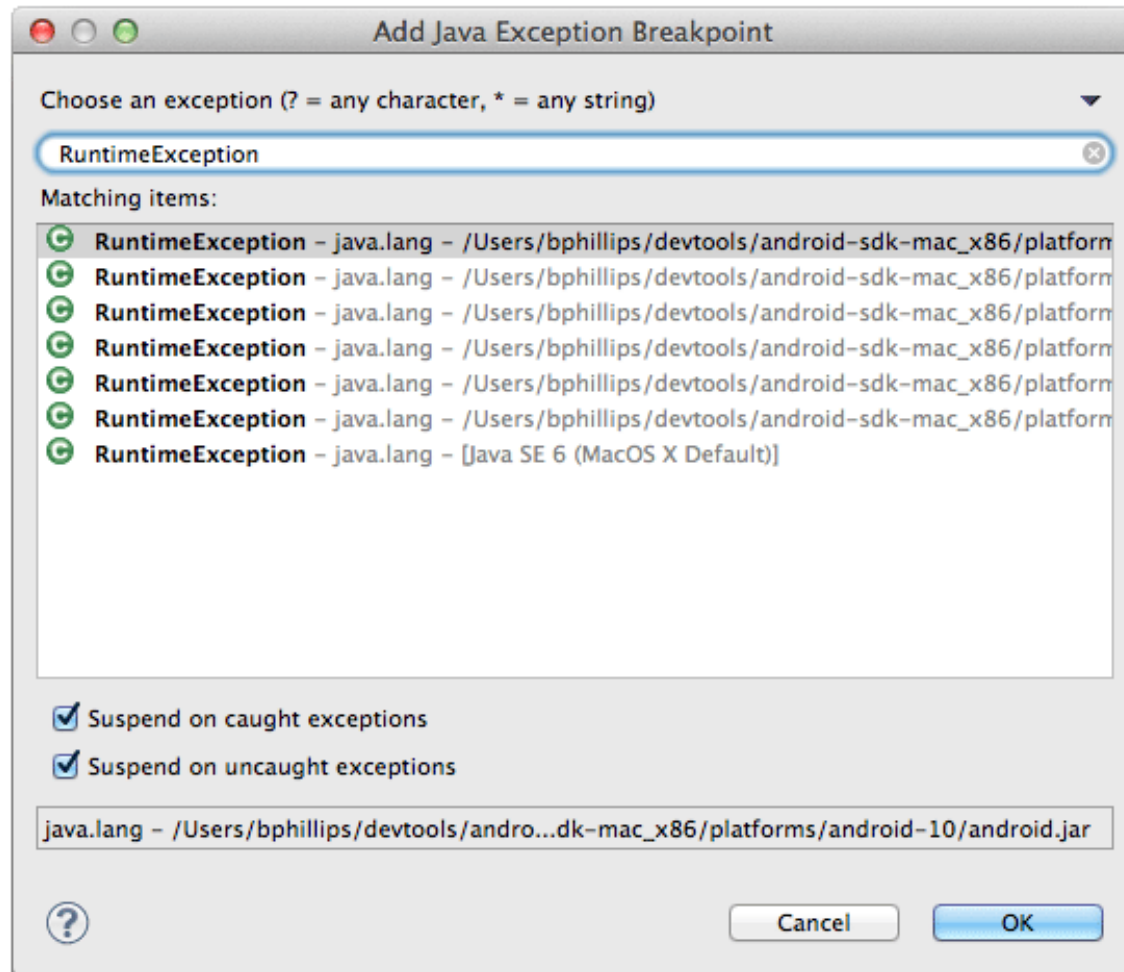 Add Java Exception Breakpoint
Choose an exception (? = any character, * = any string)
RuntimeException
Matching items:
RuntimeException – java.lang – /Users/bphillips/devtools/android-sdk-mac_x86/platform
RuntimeException – java.lang – /Users/bphillips/devtools/android-sdk-mac_x86/platform
RuntimeException – java.lang – /Users/bphillips/devtools/android-sdk-mac_x86/platform
RuntimeException – java.lang – /Users/bphillips/devtools/android-sdk-mac_x86/platform
RuntimeException – java.lang – /Users/bphillips/devtools/android-sdk-mac_x86/platform
RuntimeException – java.lang – /Users/bphillips/devtools/android-sdk-mac_x86/platform
RuntimeException – java.lang – [Java SE 6 (MacOS X Default)]
Suspend on caught exceptions
Suspend on uncaught exceptions
java.lang – /Users/bphillips/devtools/andro...dk-mac_x86/platforms/android-10/android.jar
? Cancel OK